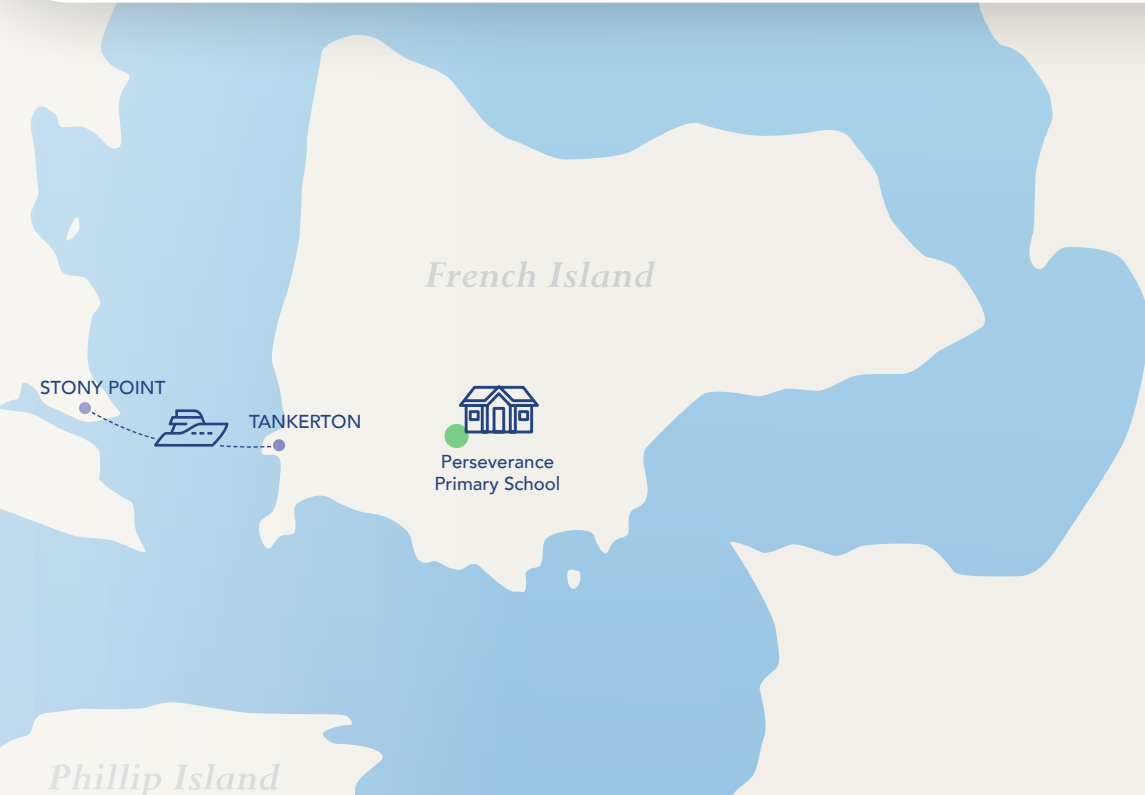 French Island
STONY POINT
TANKERTON
Perseverance
Primary School
Phillip Island